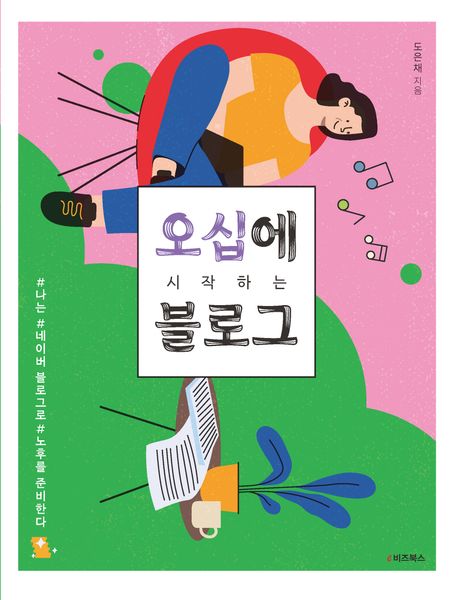 도은채 지음
오십에
시작하는
블로그
#나는 #네이버 블로그로 #노후를 준비한다
e비즈북스